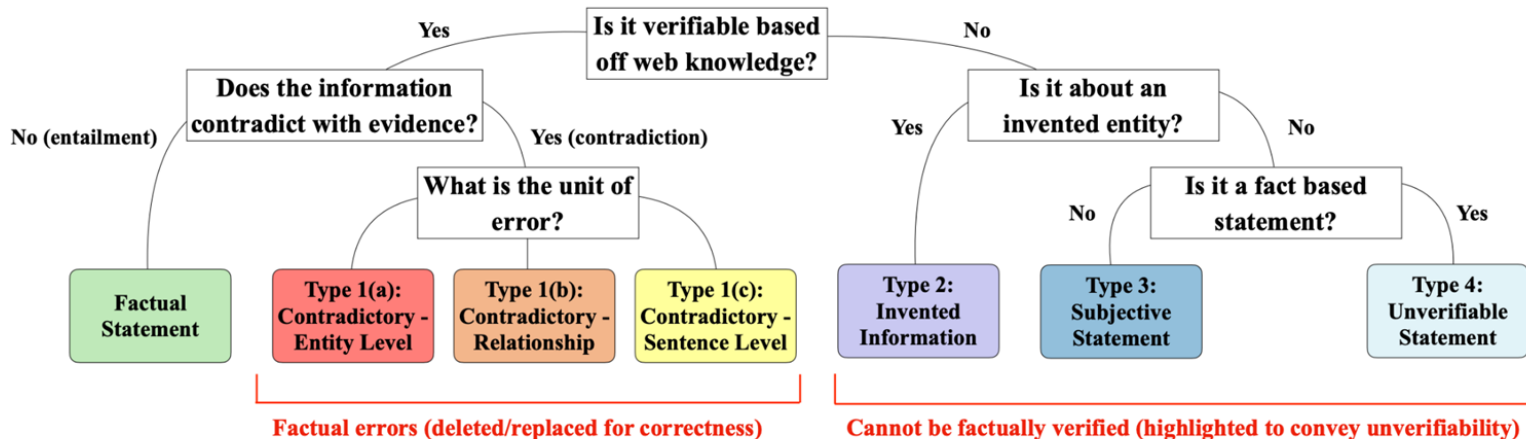 Is it verifiable based
off web knowledge?
Yes
No
Does the information
contradict with evidence?
Is it about an
invented entity?
No (entailment)
Yes (contradiction)
Yes
No
What is the unit of
error?
Is it a fact based
statement?
No
Yes
Factual
Statement
Type 1(a):
Contradictory -
Entity Level
Type 1(b):
Contradictory -
Relationship
Type 1(c):
Contradictory -
Sentence Level
Type 2:
Invented
Information
Type 3:
Subjective
Statement
Type 4:
Unverifiable
Statement
Factual errors (deleted/replaced for correctness)
Cannot be factually verified (highlighted to convey unverifiability)